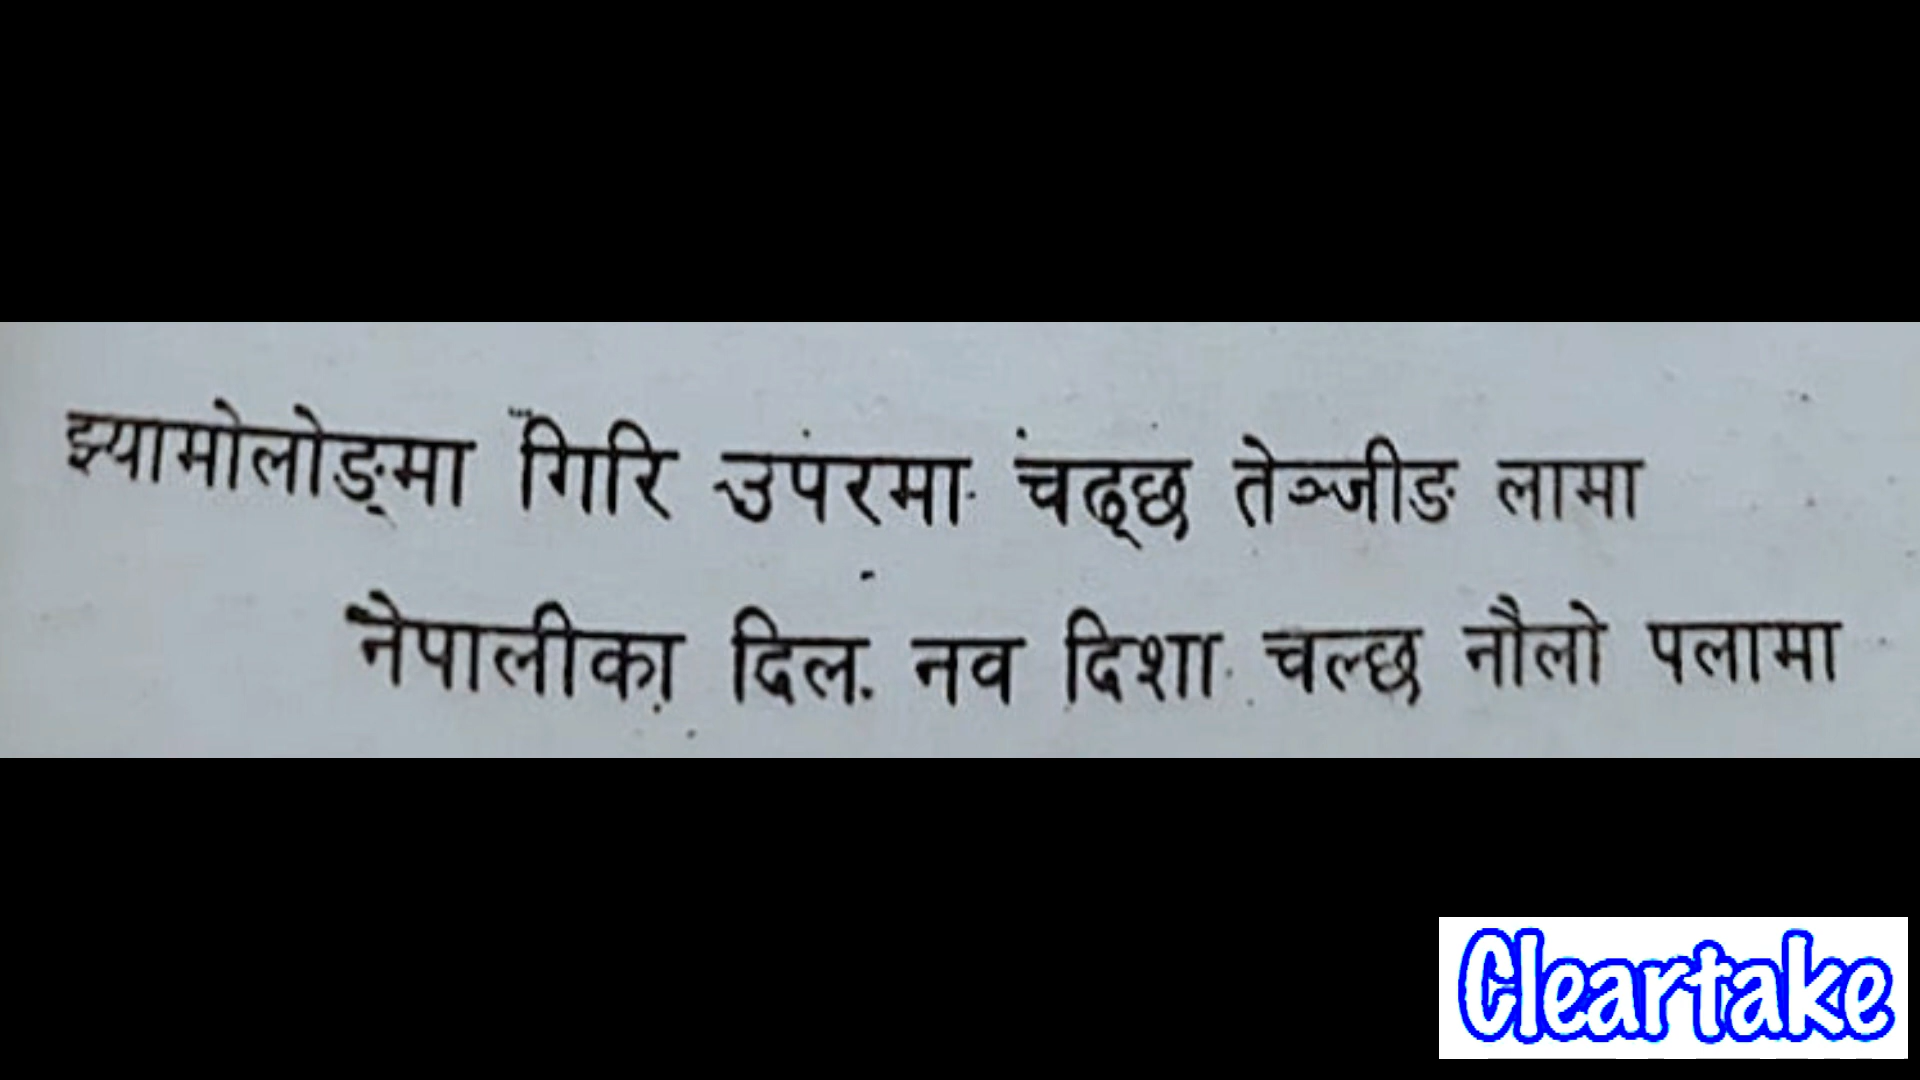 झ्यामोलोङ्मा गिरि उपरमा चढ्छ तेञ्जीङ लामा
नेपालीका दिल नव दिशा चल्छ नौलो पलामा
Cleartake